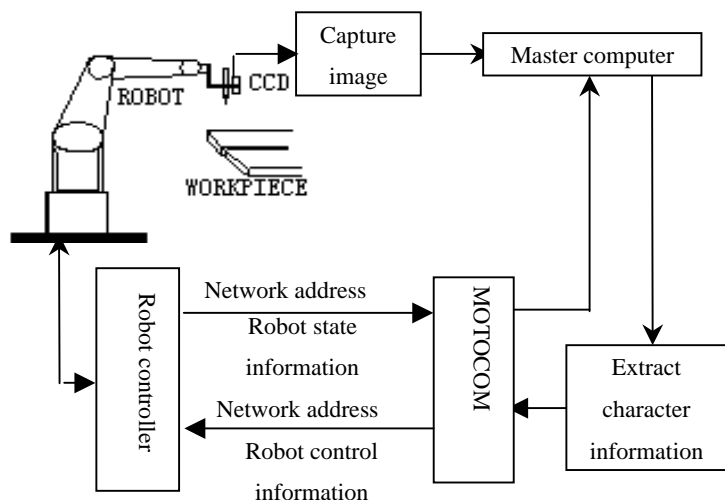 Capture
image
Master computer
ROBOT
CCD
WORKPIECE
Robot controller
Network address
Robot state
information
Network address
Robot control
information
MOTOCOM
Extract
character
information